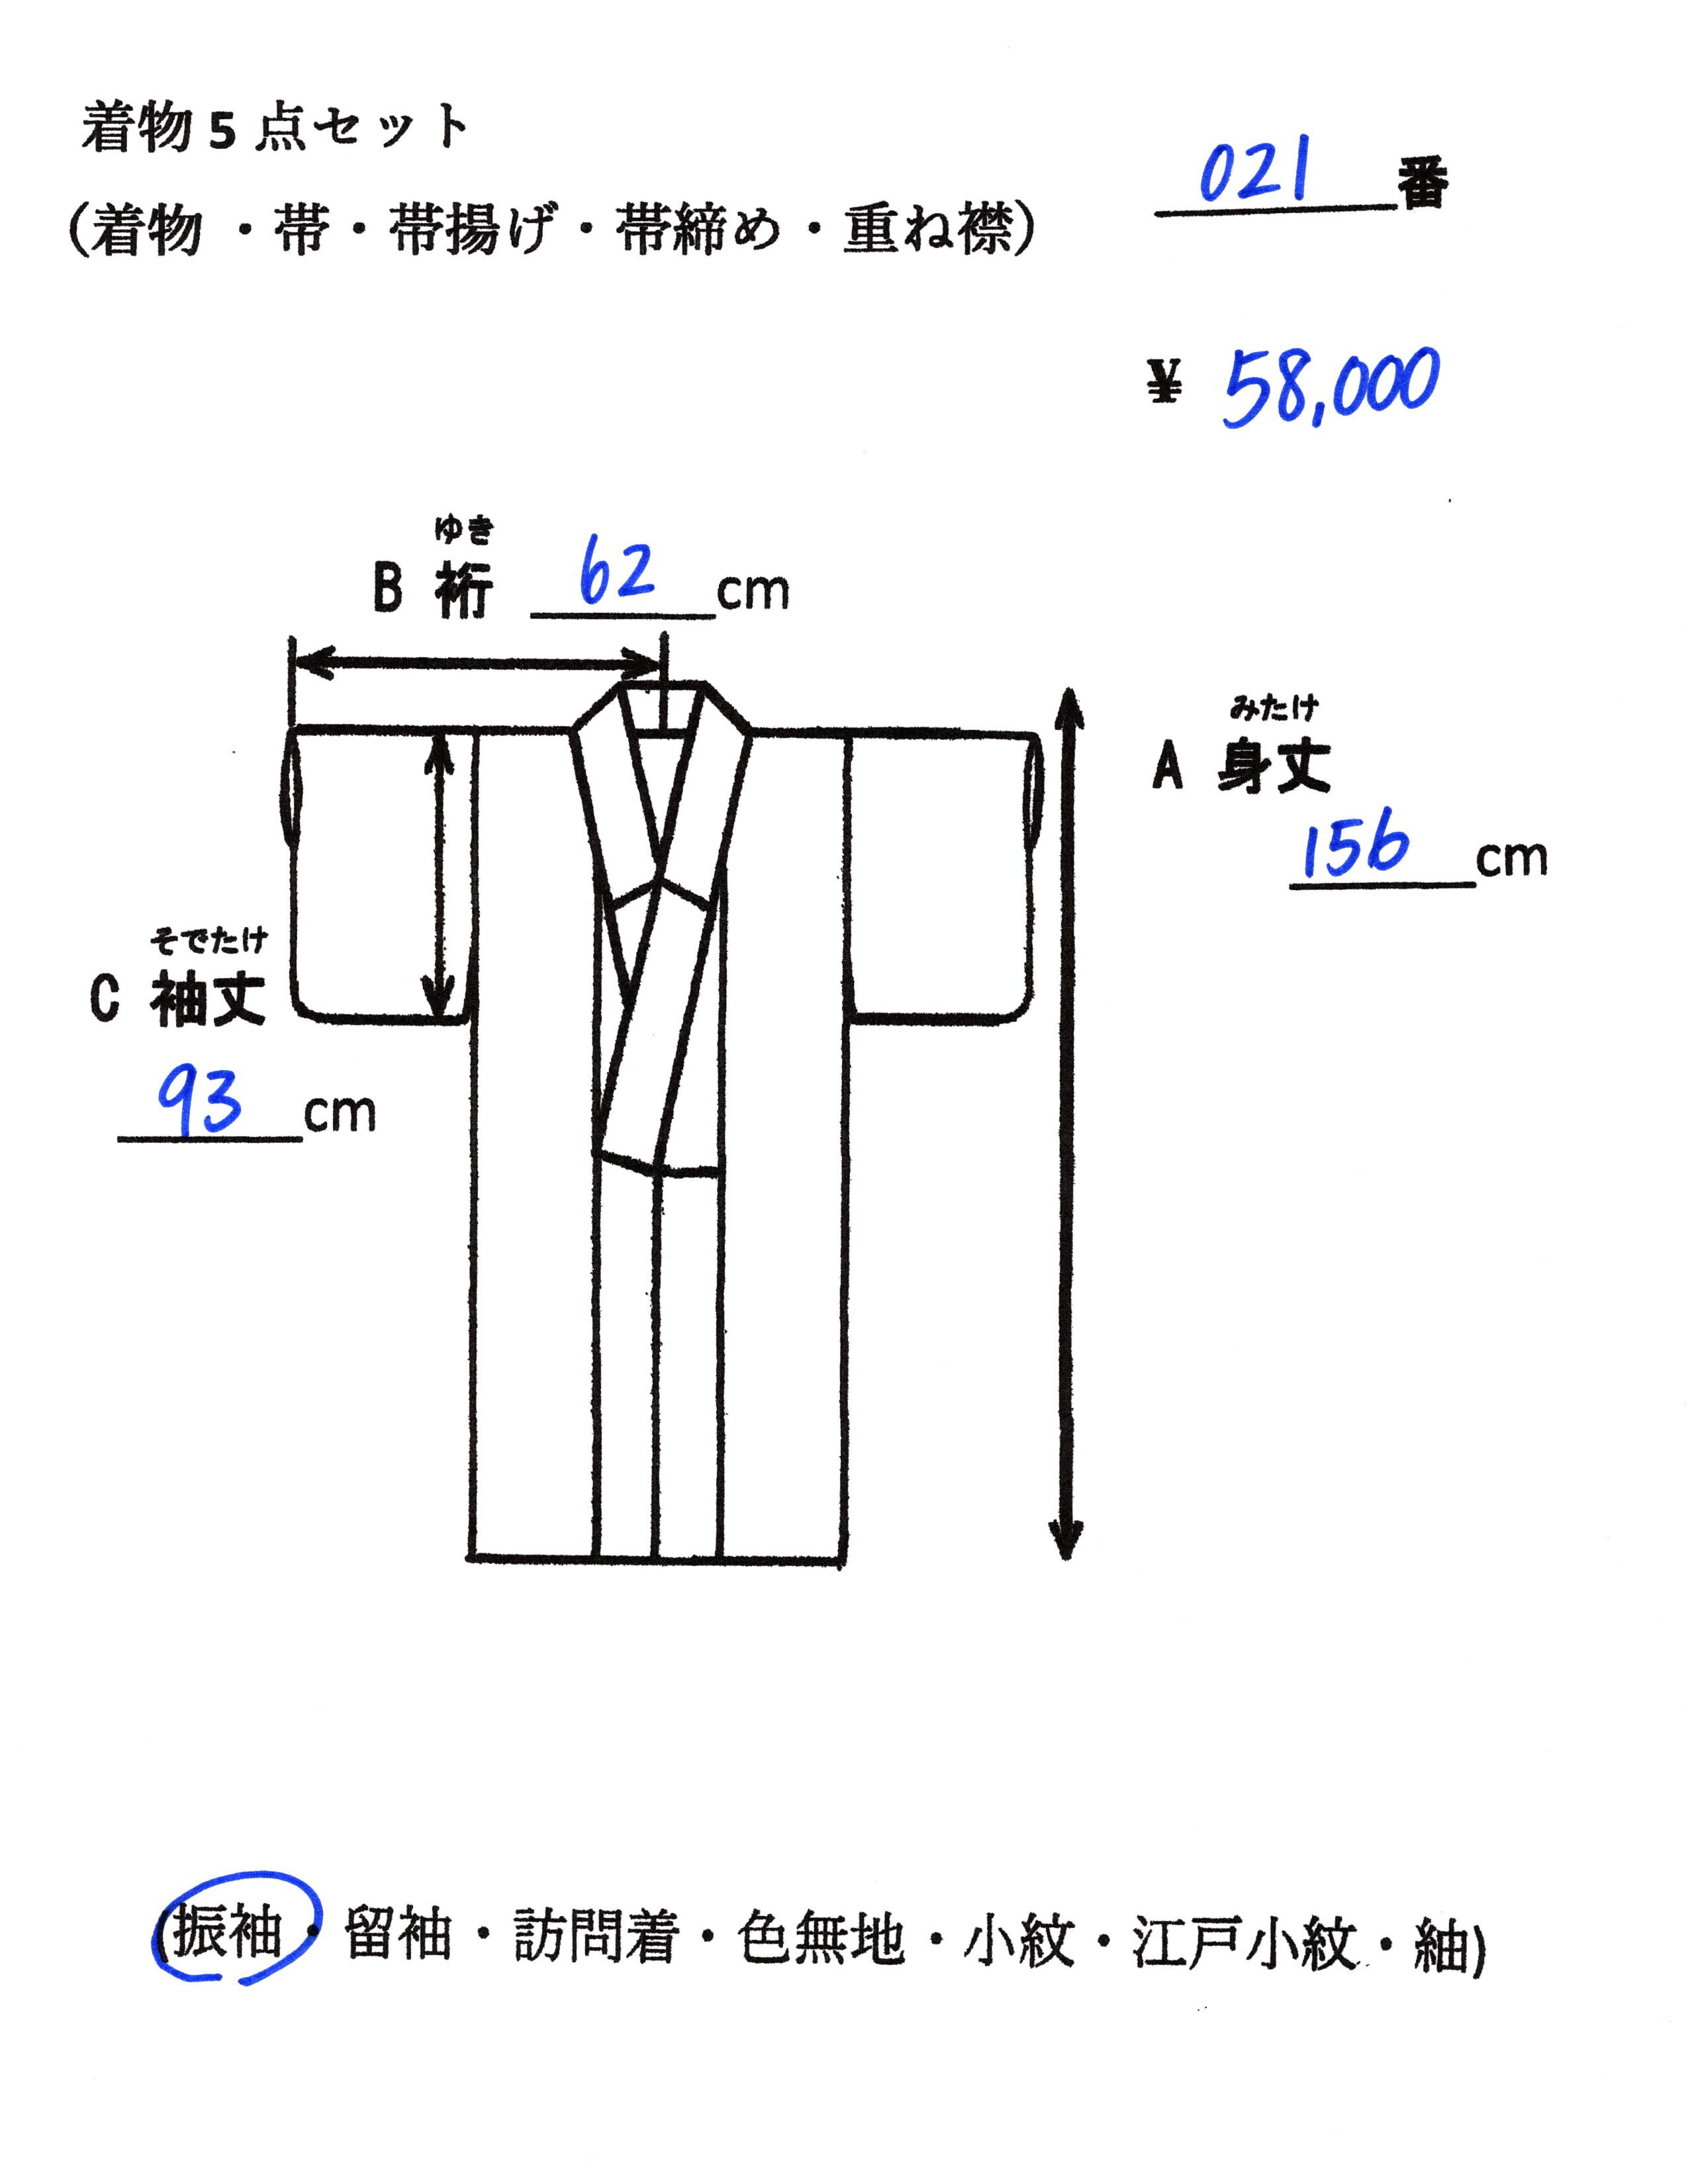 着物 5 点セット
021 番
(着物 ・帯・帯揚げ・帯締め・重ね襟)
¥ 58,000
ゆき
B 裄 62 cm
みたけ
A 身丈
156 cm
そでたけ
C 袖丈
93 cm
(振袖・留袖・訪問着・色無地・小紋・江戸小紋・紬)